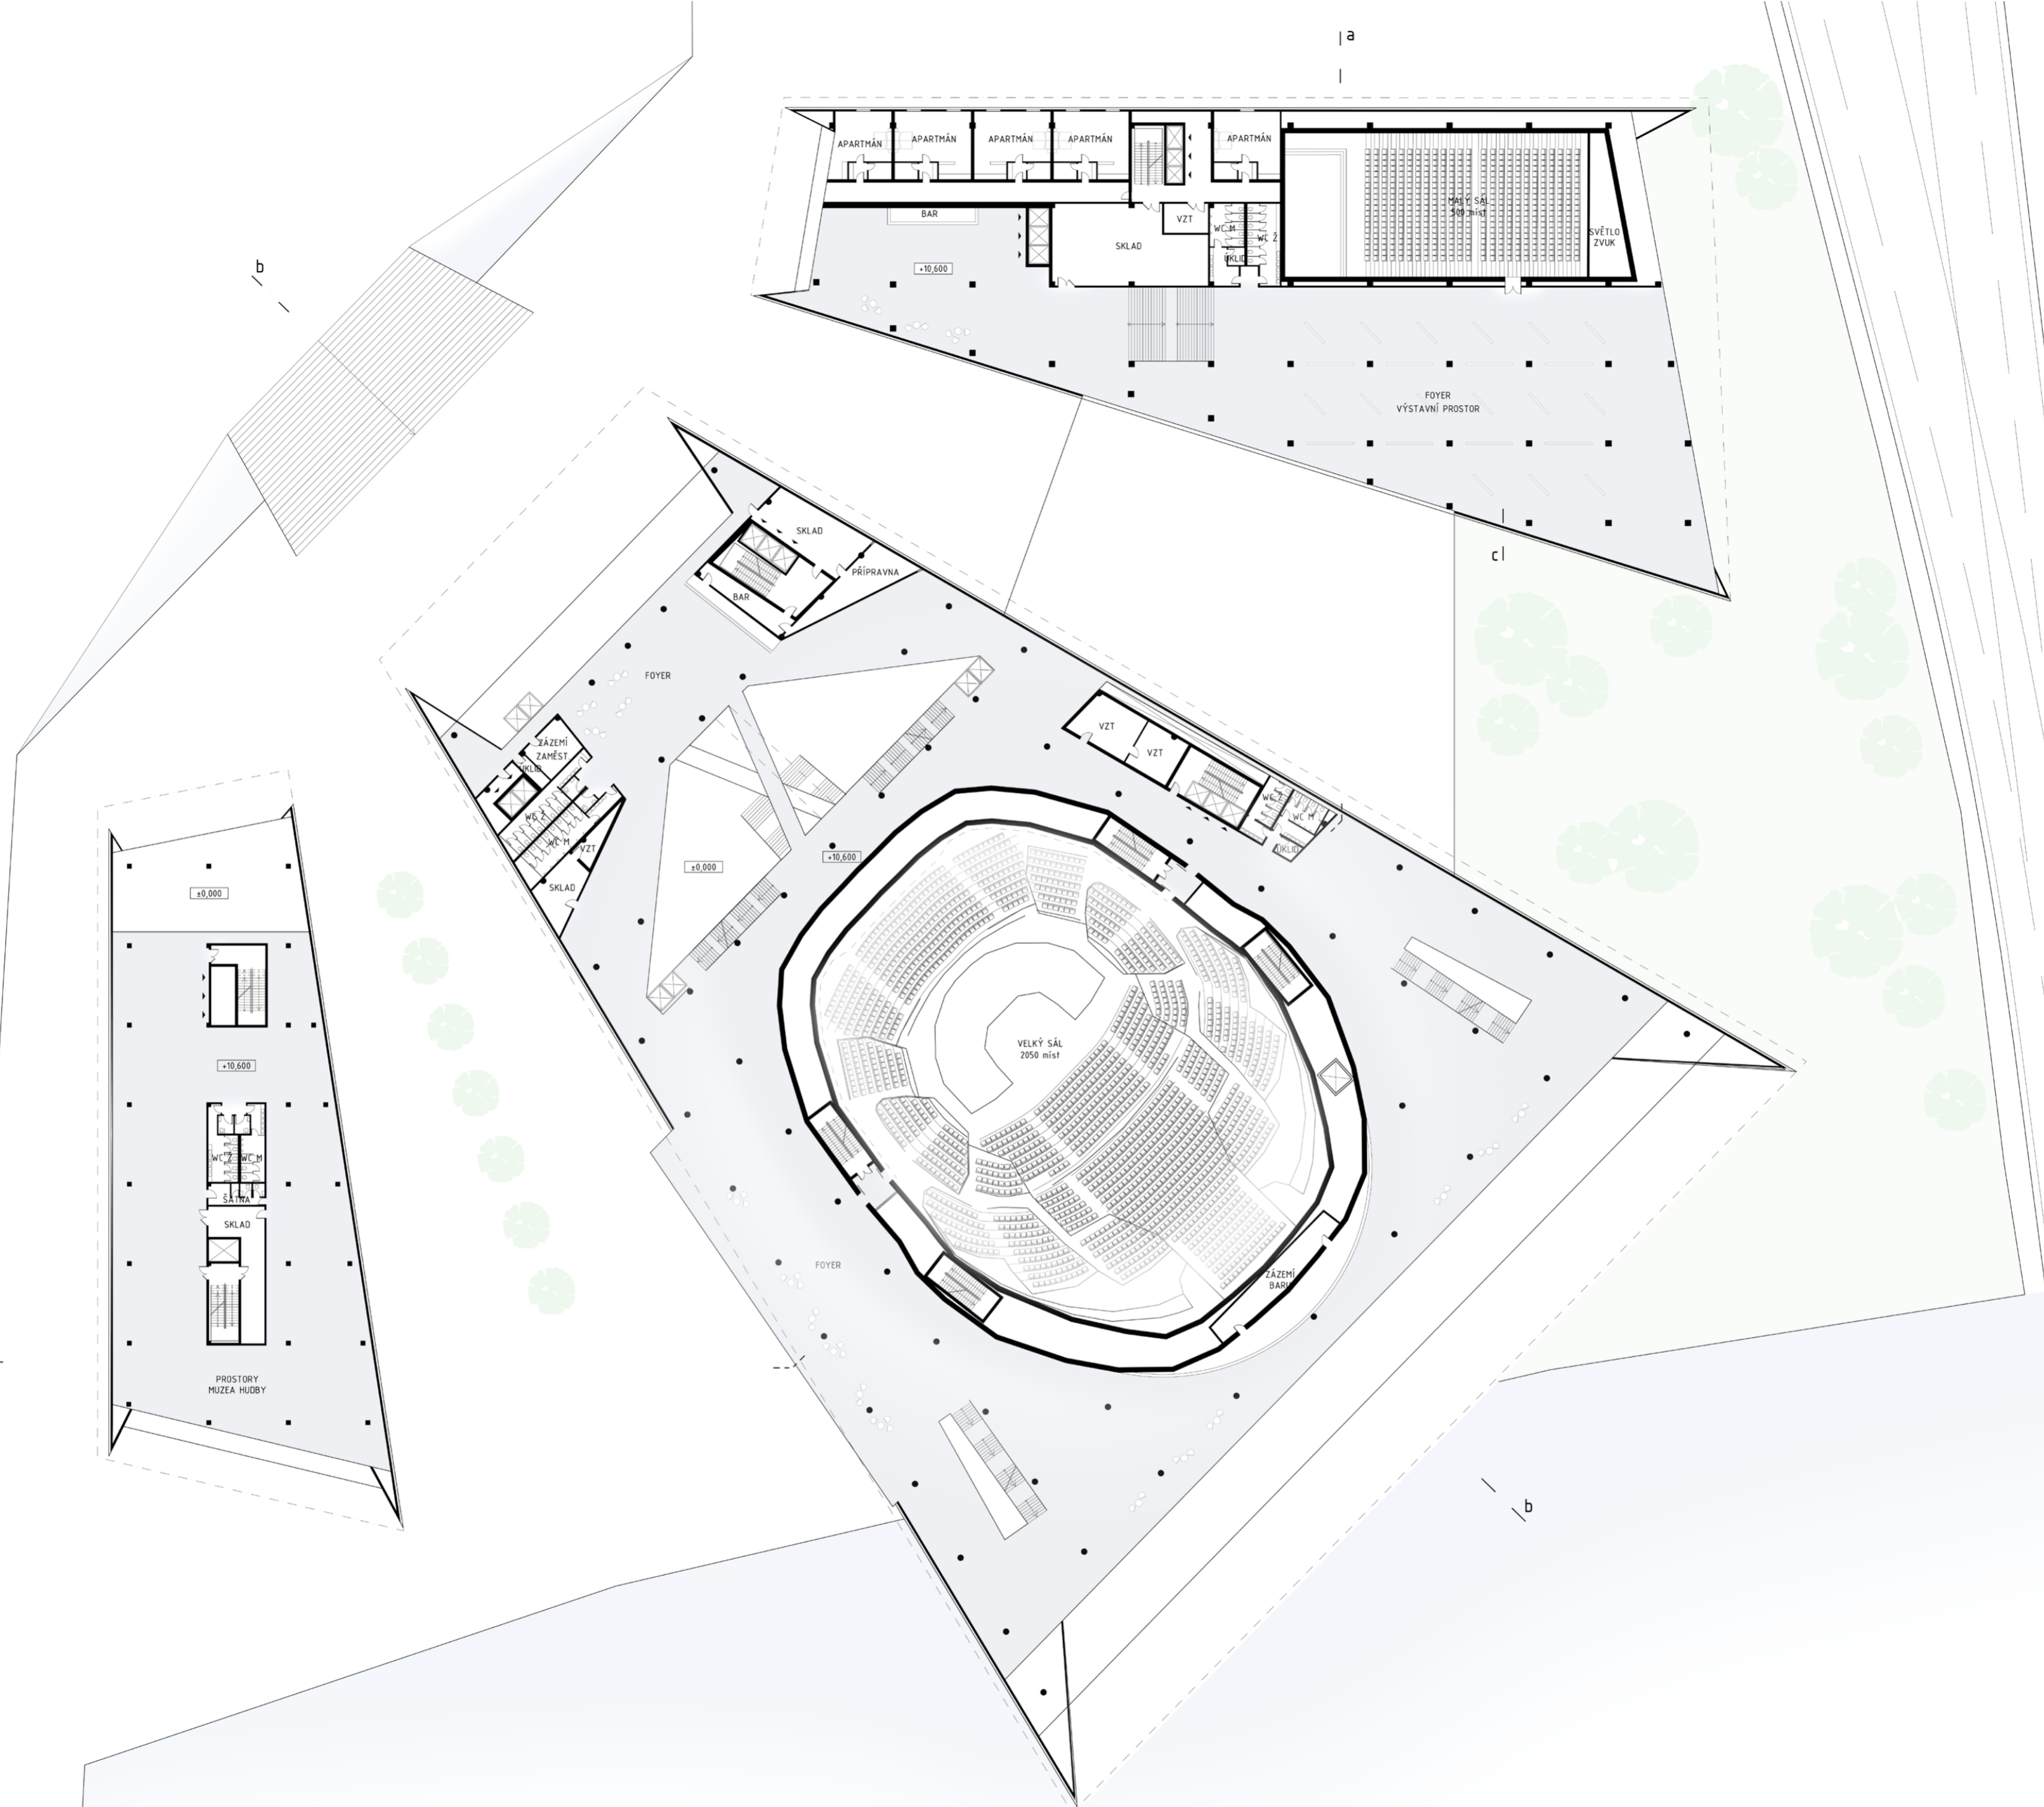 a
APARTMÁN
APARTMÁN
APARTMÁN
APARTMÁN
APARTMÁN
BAR
VZT
WC M
WC Ž
SKLAD
ÚKLID
MALÝ SÁL
500 míst
SVĚTLO
ZVUK
+10,600
b
FOYER
VÝSTAVNÍ PROSTOR
c
SKLAD
PŘÍPRAVNA
BAR
FOYER
ZÁZEMÍ
ZAMĚST.
ÚKLID
WC Ž
WC M
VZT
SKLAD
VZT
VZT
WC Ž
WC M
ÚKLID
±0,000
+10,600
±0,000
+10,600
VELKÝ SÁL
2050 míst
WC Ž
WC M
ŠATNA
SKLAD
FOYER
ZÁZEMÍ
BARU
PROSTORY
MUZEA HUDBY
b